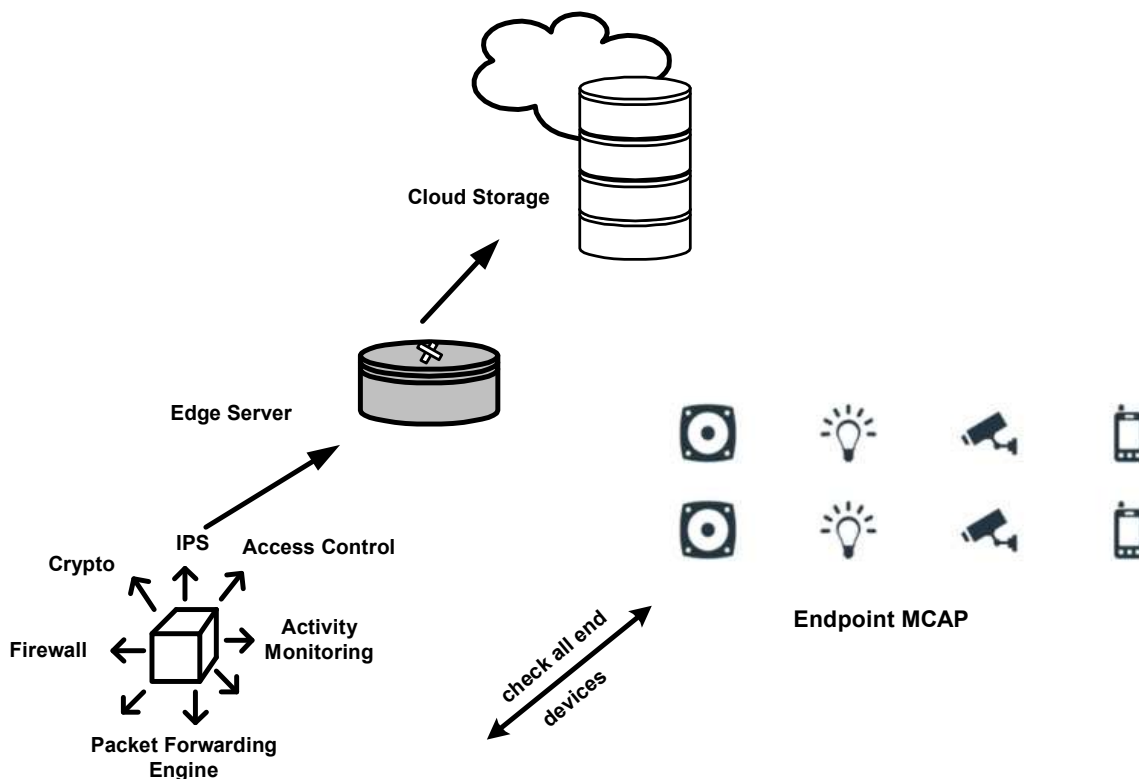 Cloud Storage
Edge Server
IPS
Access Control
Crypto
Firewall
Activity
Monitoring
Packet Forwarding
Engine
check all end
devices
Endpoint MCAP